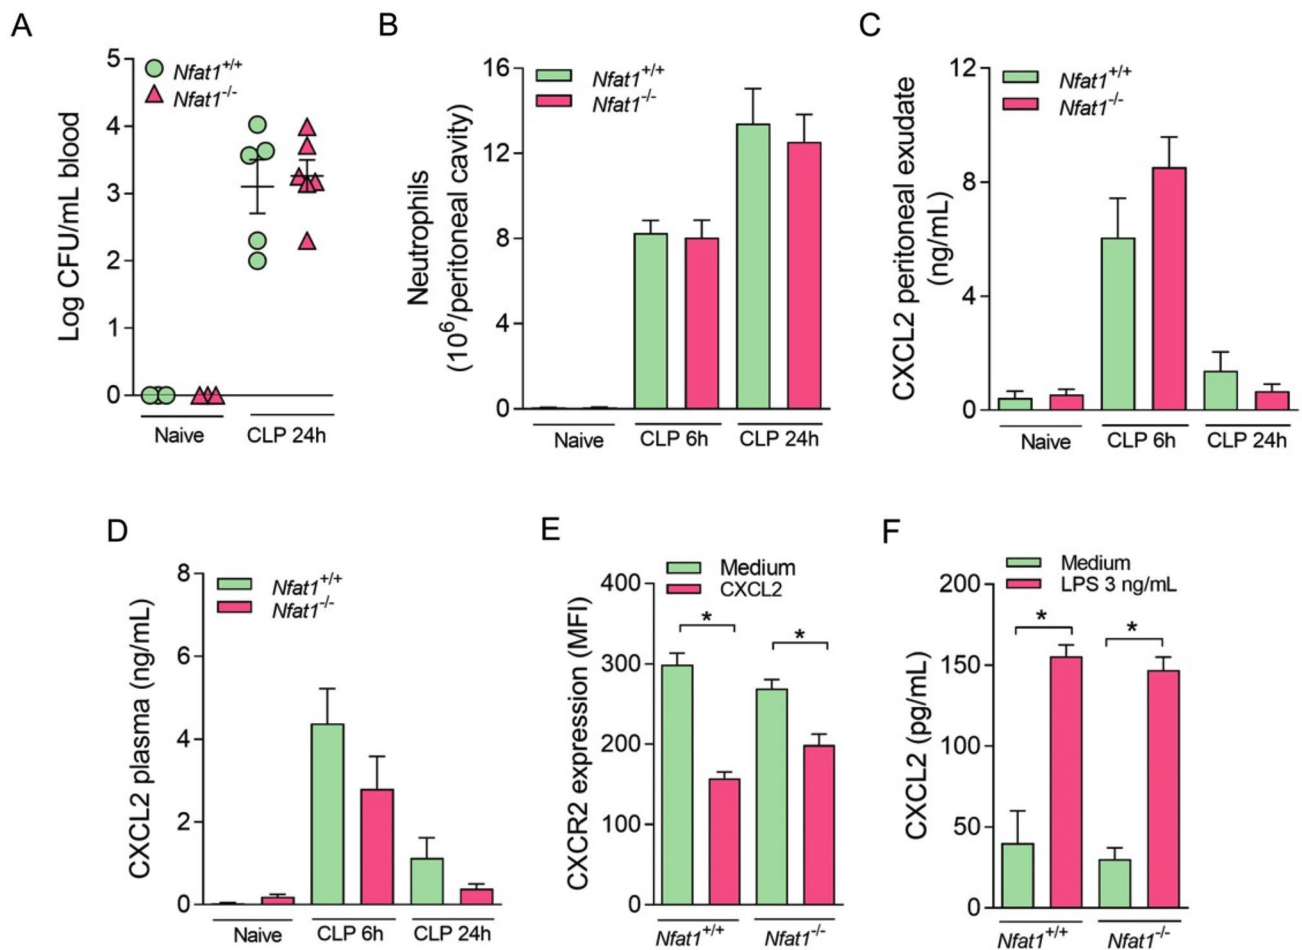 A
Log CFU/mL blood
5
4
3
2
1
0
Nfat1+/+
Nfat1-/-
Naive
CLP 24h
B
Neutrophils
(10^6/peritoneal cavity)
16
12
8
4
0
Nfat1+/+
Nfat1-/-
Naive
CLP 6h
CLP 24h
C
CXCL2 peritoneal exudate
(ng/mL)
12
8
4
0
Nfat1+/+
Nfat1-/-
Naive
CLP 6h
CLP 24h
D
CXCL2 plasma (ng/mL)
8
6
4
2
0
Nfat1+/+
Nfat1-/-
Naive
CLP 6h
CLP 24h
E
CXCR2 expression (MFI)
Medium
CXCL2
400
300
200
100
0
*
*
Nfat1+/+
Nfat1-/-
F
CXCL2 (pg/mL)
Medium
LPS 3 ng/mL
200
150
100
50
0
*
*
Nfat1+/+
Nfat1-/-